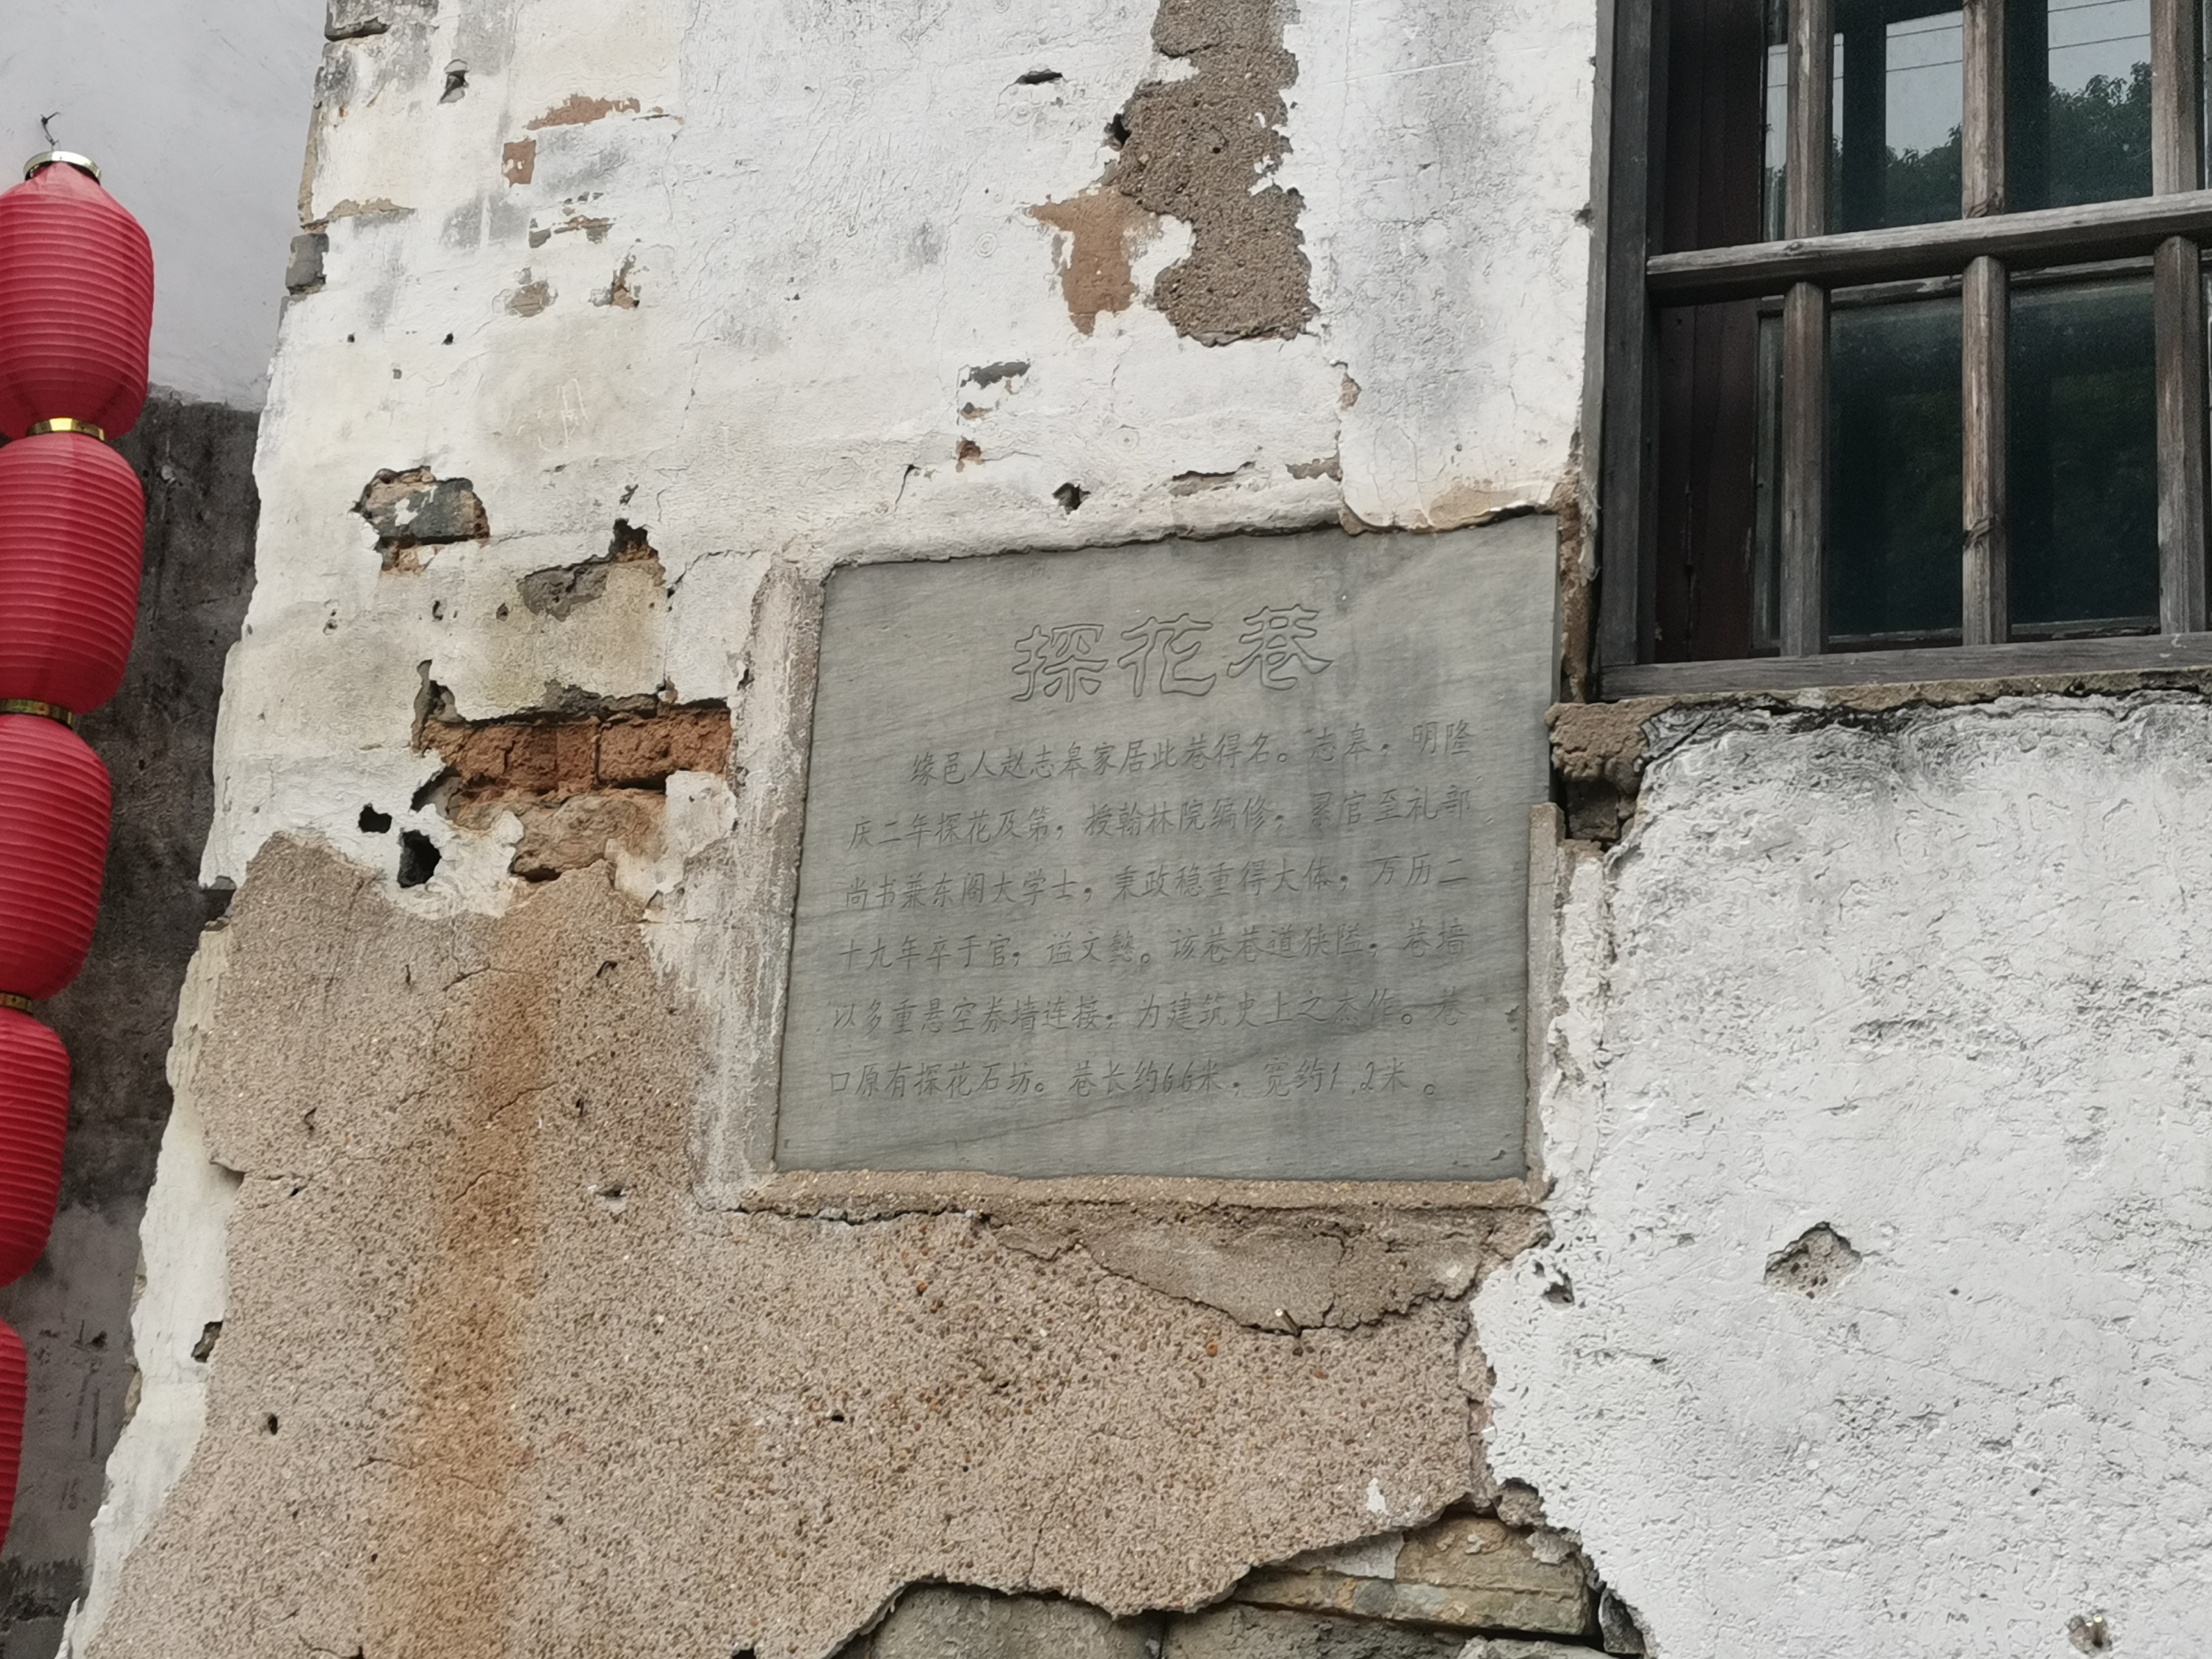 探花巷
缘邑人赵志皋家居此巷得名。志皋，明隆
庆二年探花及第，授翰林院编修，累官至礼部
尚书兼东阁大学士，秉政稳重得大体，万历二
十九年卒于官，谥文懿。该巷巷道狭隘，巷墙
以多重悬空券墙连接，为建筑史上之杰作。巷
口原有探花石坊。巷长约66米，宽约1.2米。